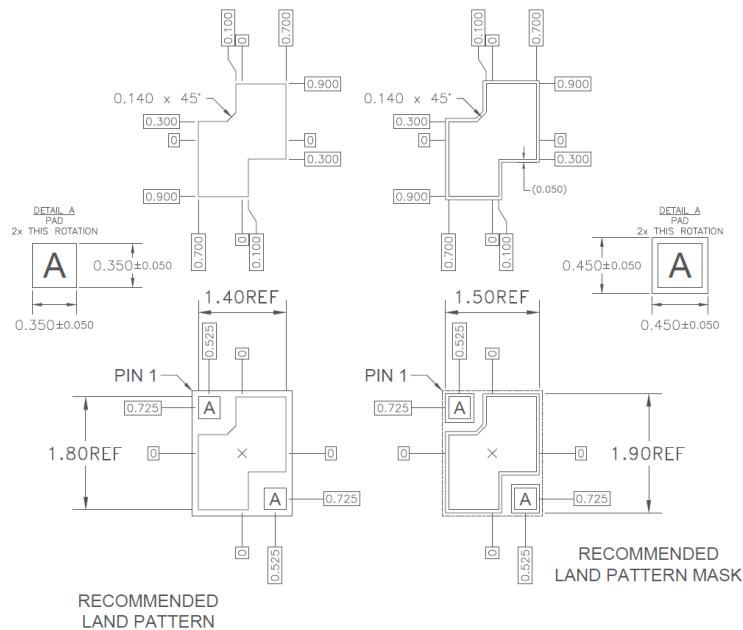 0.100
0
0.700
0.100
0
0.700
0.900
0.900
0.140 x 45°
0.140 x 45°
0.300
0.300
0
0
0
0
0.300
0.300
(0.050)
0.900
0.900
0.700
0
0.100
0.700
0
0.100
DETAIL A
PAD
2x THIS ROTATION
A
0.350±0.050
0.350±0.050
DETAIL A
PAD
2x THIS ROTATION
A
0.450±0.050
0.450±0.050
1.40REF
1.50REF
0.525
0
0.525
0
PIN 1
PIN 1
0.725
A
0.725
A
1.80REF
0
0
0
0
1.90REF
A
0.725
A
0.725
0
0.525
0
0.525
RECOMMENDED
LAND PATTERN
RECOMMENDED
LAND PATTERN MASK